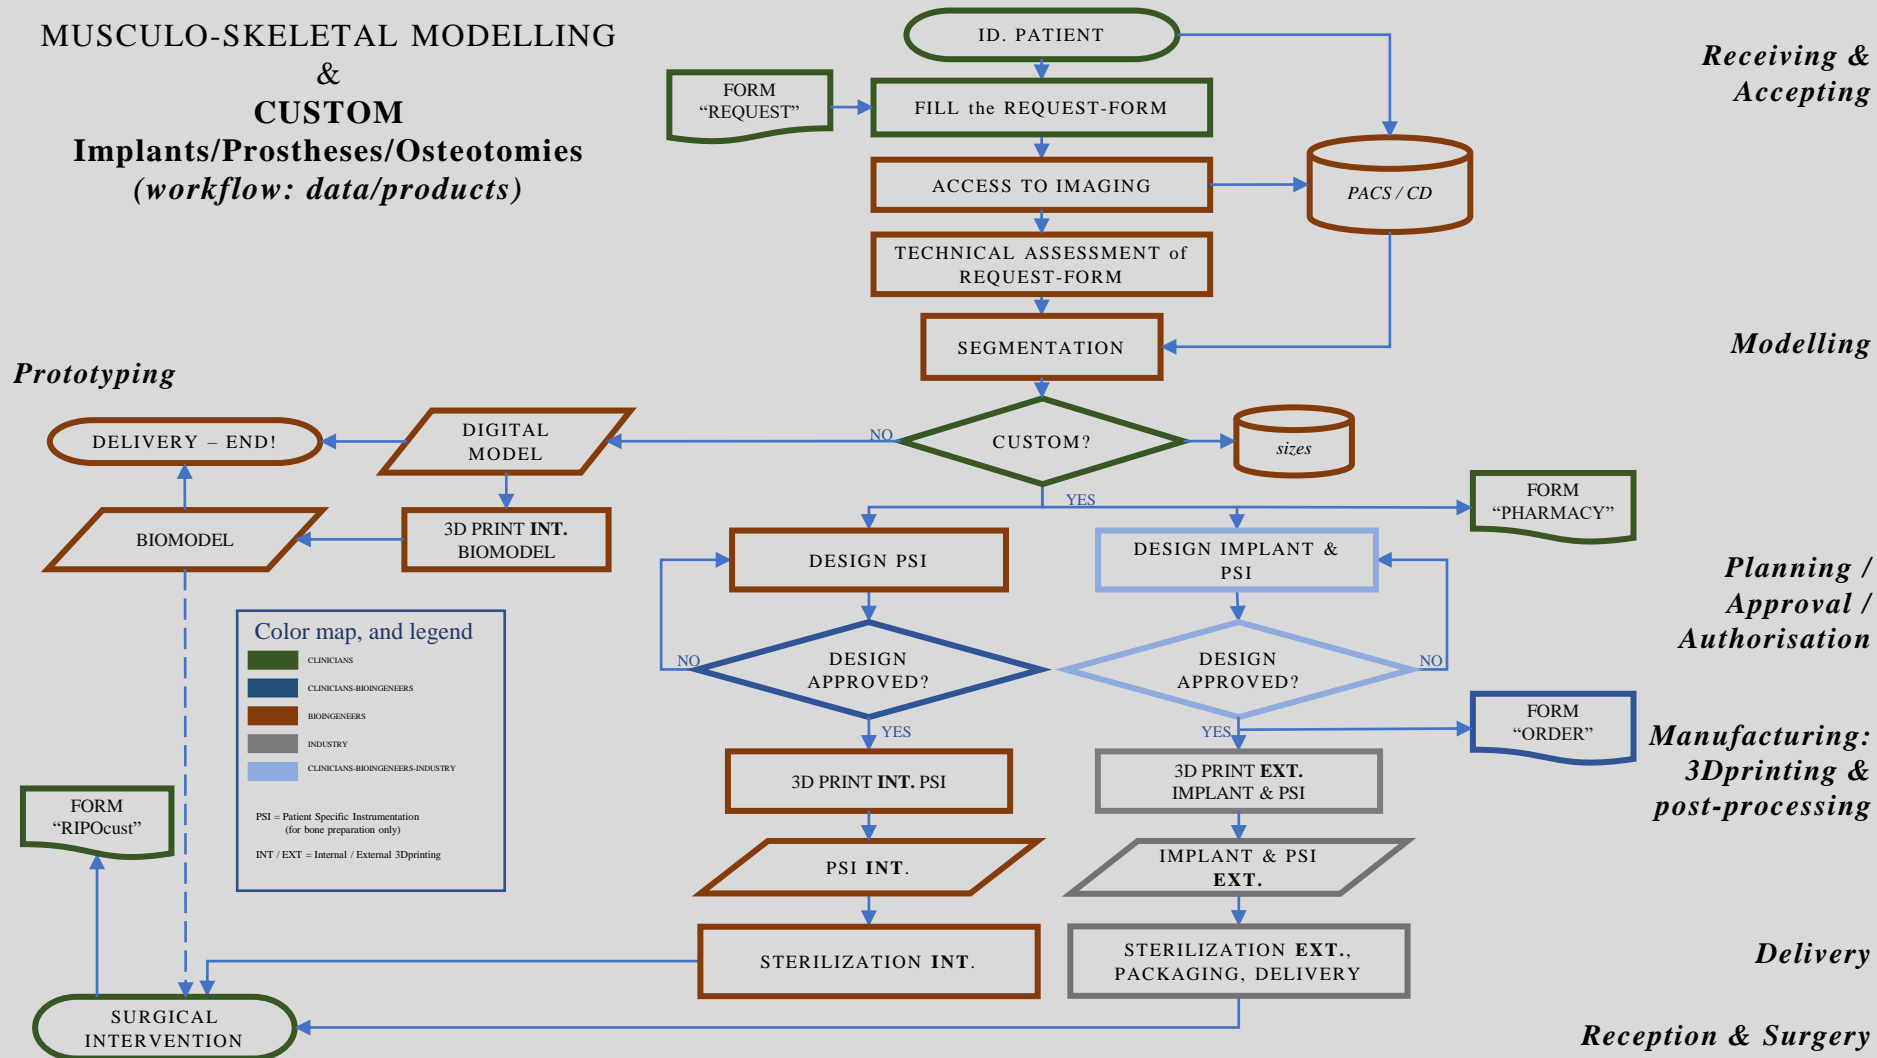 MUSCULO-SKELETAL MODELLING
&
CUSTOM
Implants/Prostheses/Osteotomies
(workflow: data/products)
ID. PATIENT
Receiving &
Accepting
FORM
“REQUEST”
FILL the REQUEST-FORM
ACCESS TO IMAGING
PACS / CD
TECHNICAL ASSESSMENT of
REQUEST-FORM
SEGMENTATION
Modelling
Prototyping
DELIVERY – END!
DIGITAL
MODEL
NO
CUSTOM?
sizes
YES
FORM
“PHARMACY”
BIOMODEL
3D PRINT INT.
BIOMODEL
DESIGN PSI
DESIGN IMPLANT &
PSI
Planning /
Approval /
Authorisation
Color map, and legend
CLINICIANS
CLINICIANS-BIOINGENEERS
BIOINGENEERS
INDUSTRY
CLINICIANS-BIOINGENEERS-INDUSTRY
PSI = Patient Specific Instrumentation
(for bone preparation only)
INT / EXT = Internal / External 3Dprinting
NO
DESIGN
APPROVED?
DESIGN
APPROVED?
NO
YES
YES
FORM
“ORDER”
Manufacturing:
3Dprinting &
post-processing
3D PRINT INT. PSI
3D PRINT EXT.
IMPLANT & PSI
FORM
“RIPOcust”
PSI INT.
IMPLANT & PSI
EXT.
STERILIZATION INT.
STERILIZATION EXT.,
PACKAGING, DELIVERY
Delivery
SURGICAL
INTERVENTION
Reception & Surgery